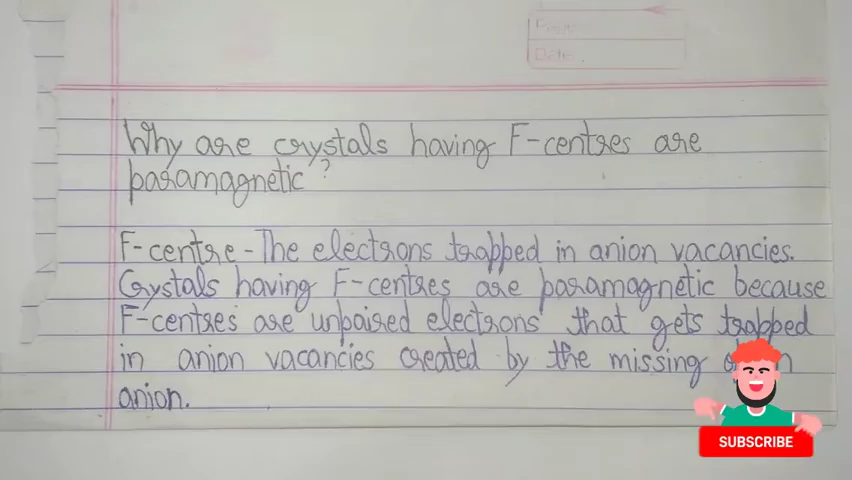 Page:
Date:
Why are crystals having F-centres are
paramagnetic?
F-centre - The electrons trapped in anion vacancies.
Crystals having F-centres are paramagnetic because
F-centres are unpaired electrons that gets trapped
in anion vacancies created by the missing
anion.
SUBSCRIBE